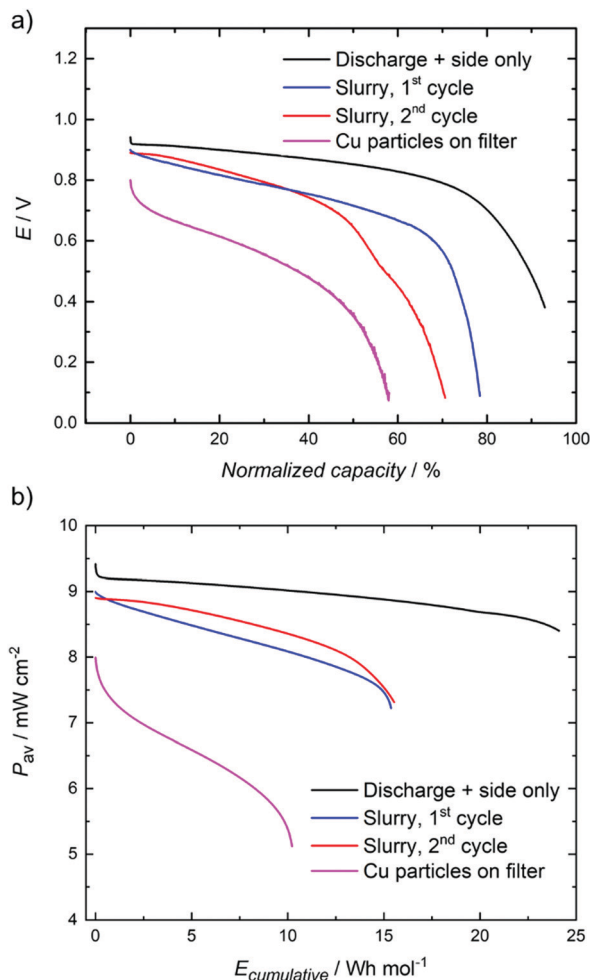 a)
1.2
1.0
0.8
0.6
0.4
0.2
0.0
E / V
Discharge + side only
Slurry, 1st cycle
Slurry, 2nd cycle
Cu particles on filter
0 20 40 60 80 100
Normalized capacity / %
b)
10
9
8
7
6
5
4
Pav / mW cm-2
Discharge + side only
Slurry, 1st cycle
Slurry, 2nd cycle
Cu particles on filter
0 5 10 15 20 25
Ecumulative / Wh mol-1